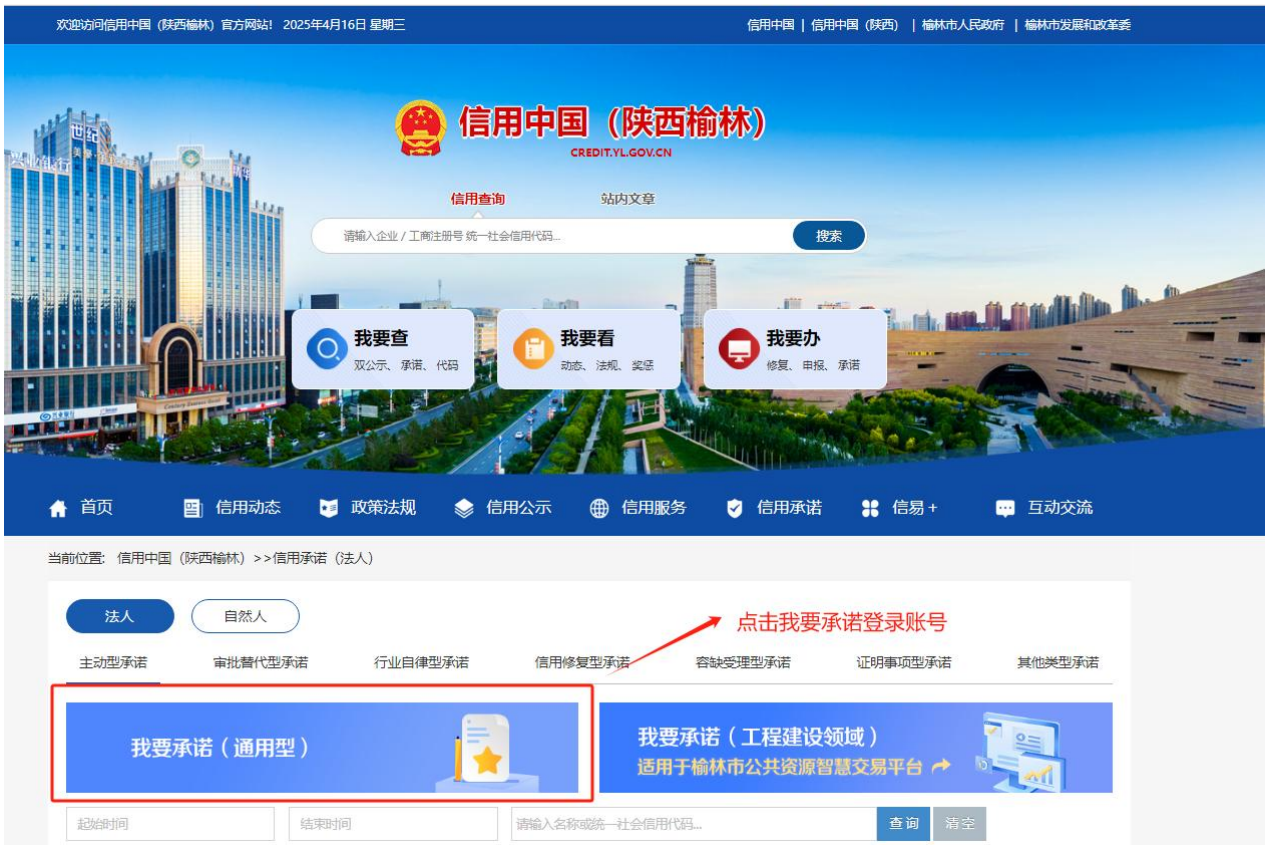 欢迎访问信用中国（陕西榆林）官方网站！ 2025年4月16日 星期三
信用中国 | 信用中国（陕西） | 榆林市人民政府 | 榆林市发展和改革委
世纪
信用中国（陕西榆林）
CREDIT.YL.GOV.CN
信用查询 站内文章
请输入企业 / 工商注册号 统一社会信用代码...
搜索
我要查
双公示、承诺、代码
我要看
动态、法规、奖惩
我要办
修复、申报、承诺
首页 信用动态 政策法规 信用公示 信用服务 信用承诺 信易+ 互动交流
当前位置: 信用中国（陕西榆林）>>信用承诺（法人）
法人 自然人
点击我要承诺登录账号
主动型承诺 审批替代型承诺 行业自律型承诺 信用修复型承诺 容缺受理型承诺 证明事项型承诺 其他类型承诺
我要承诺（通用型）
我要承诺（工程建设领域）
适用于榆林市公共资源智慧交易平台
起始时间 结束时间 请输入名称或统一社会信用代码... 查询 清空